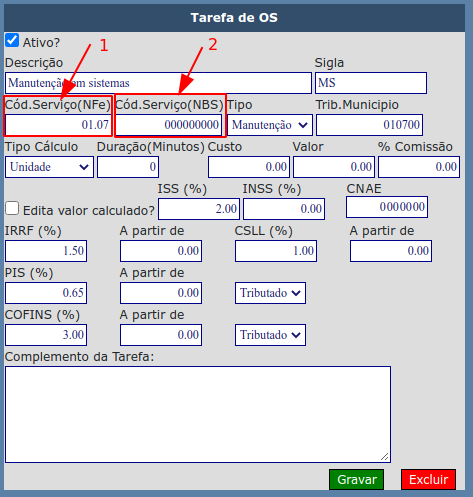 Tarefa de OS
Ativo?
1
2
Descrição Sigla
Manutenção em sistemas MS
Cód.Serviço(NFe) Cód.Serviço(NBS) Tipo Trib.Municipio
01.07 000000000 Manutenção 010700
Tipo Cálculo Duração(Minutos) Custo Valor % Comissão
Unidade 0 0.00 0.00 0.00
ISS (%) INSS (%) CNAE
Edita valor calculado? 2.00 0.00 0000000
IRRF (%) A partir de CSLL (%) A partir de
1.50 0.00 1.00 0.00
PIS (%) A partir de
0.65 0.00 Tributado
COFINS (%) A partir de
3.00 0.00 Tributado
Complemento da Tarefa:
Gravar Excluir